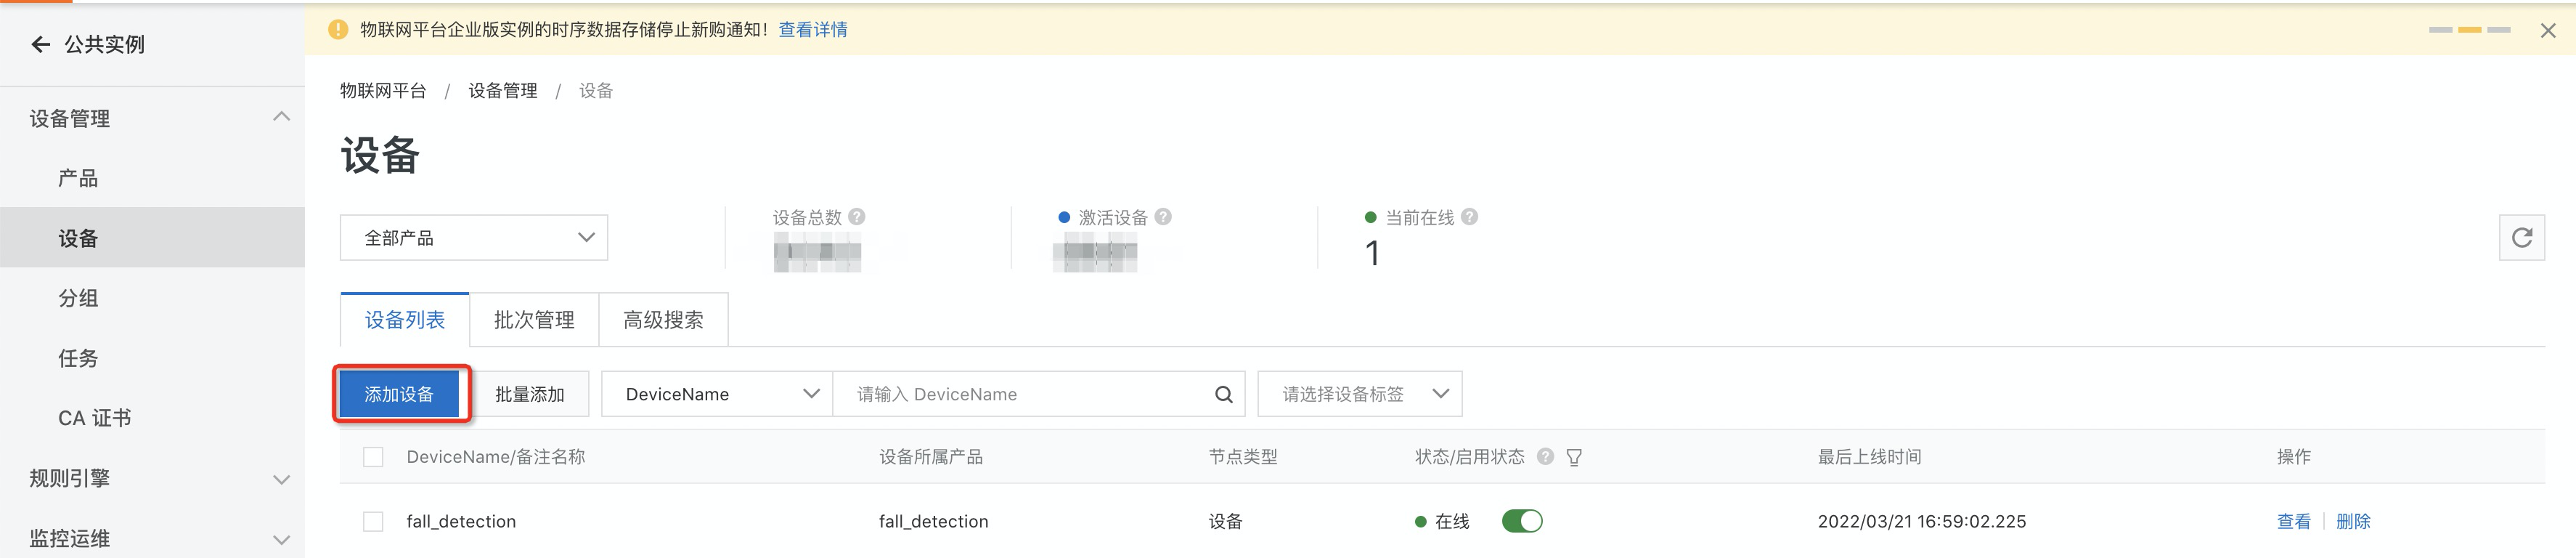 公共实例
设备管理
产品
设备
分组
任务
CA 证书
规则引擎
监控运维
物联网平台企业版实例的时序数据存储停止新购通知！ 查看详情
物联网平台 / 设备管理 / 设备
设备
全部产品
设备总数
激活设备
当前在线
1
设备列表 批次管理 高级搜索
添加设备 批量添加 DeviceName 请输入 DeviceName 请选择设备标签
DeviceName/备注名称 设备所属产品 节点类型 状态/启用状态 最后上线时间 操作
fall_detection fall_detection 设备 在线 2022/03/21 16:59:02.225 查看 删除